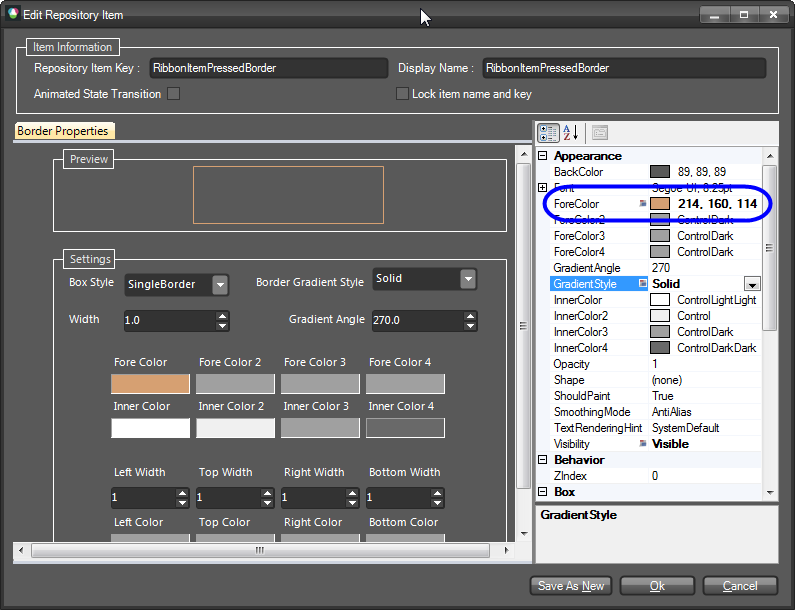 Edit Repository Item
Item Information
Repository Item Key : RibbonItemPressedBorder Display Name : RibbonItemPressedBorder
Animated State Transition Lock item name and key
Border Properties
Preview
Settings
Box Style SingleBorder Border Gradient Style Solid
Width 1.0 Gradient Angle 270.0
Fore Color Fore Color 2 Fore Color 3 Fore Color 4
Inner Color Inner Color 2 Inner Color 3 Inner Color 4
Left Width Top Width Right Width Bottom Width
1 1 1 1
Left Color Top Color Right Color Bottom Color
Appearance
BackColor 89, 89, 89
Font Segoe UI, 8.25pt
ForeColor 214, 160, 114
ForeColor2 ControlDark
ForeColor3 ControlDark
ForeColor4 ControlDark
GradientAngle 270
GradientStyle Solid
InnerColor ControlLightLight
InnerColor2 Control
InnerColor3 ControlDark
InnerColor4 ControlDarkDark
Opacity 1
Shape (none)
ShouldPaint True
SmoothingMode AntiAlias
TextRenderingHint SystemDefault
Visibility Visible
Behavior
ZIndex 0
Box
GradientStyle
Save As New Ok Cancel